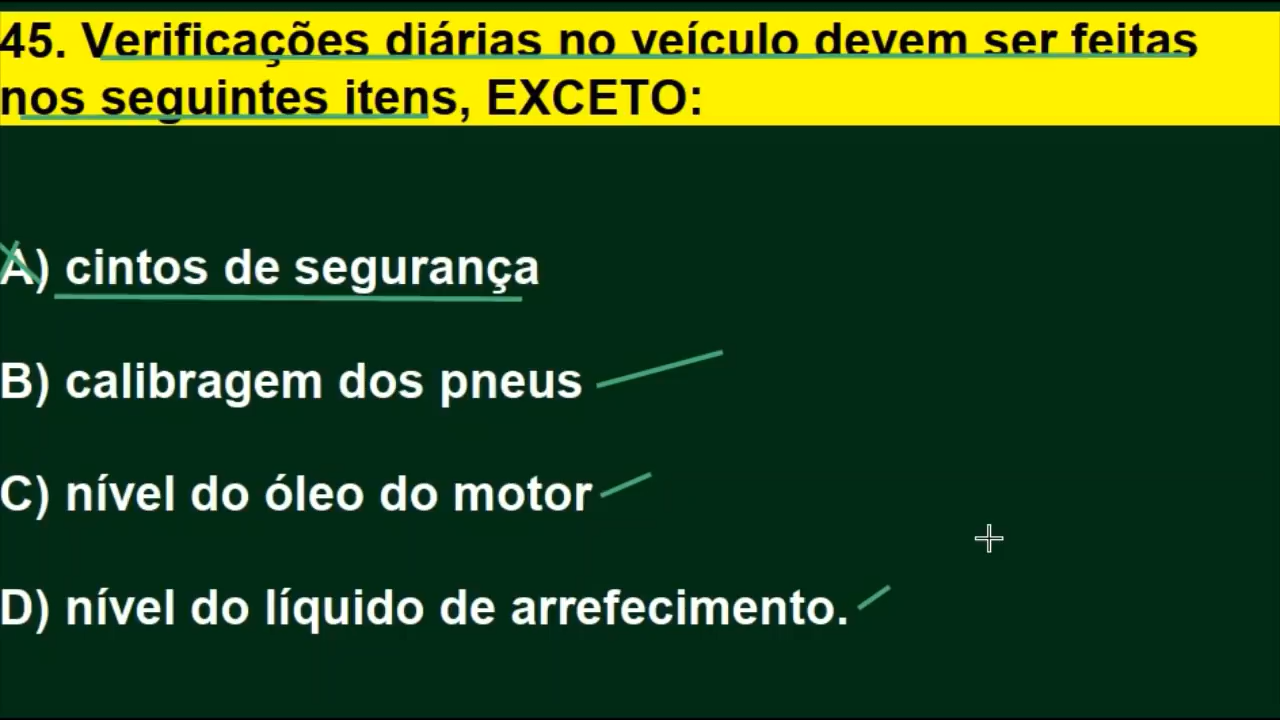 45. Verificações diárias no veículo devem ser feitas
nos seguintes itens, EXCETO:
A) cintos de segurança
B) calibragem dos pneus
C) nível do óleo do motor
D) nível do líquido de arrefecimento.